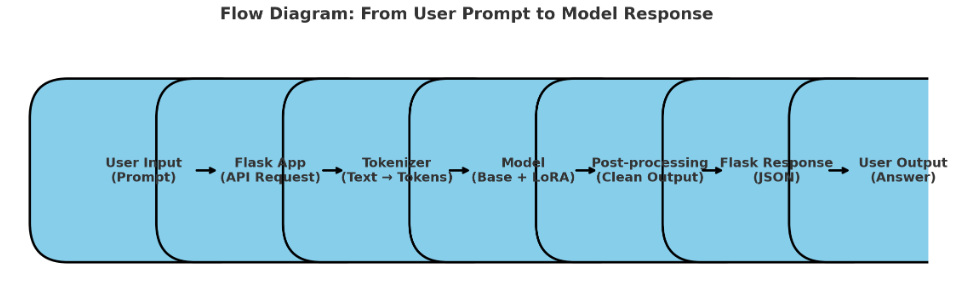 Flow Diagram: From User Prompt to Model Response
User Input
(Prompt)
Flask App
(API Request)
Tokenizer
(Text → Tokens)
Model
(Base + LoRA)
Post-processing
(Clean Output)
Flask Response
(JSON)
User Output
(Answer)